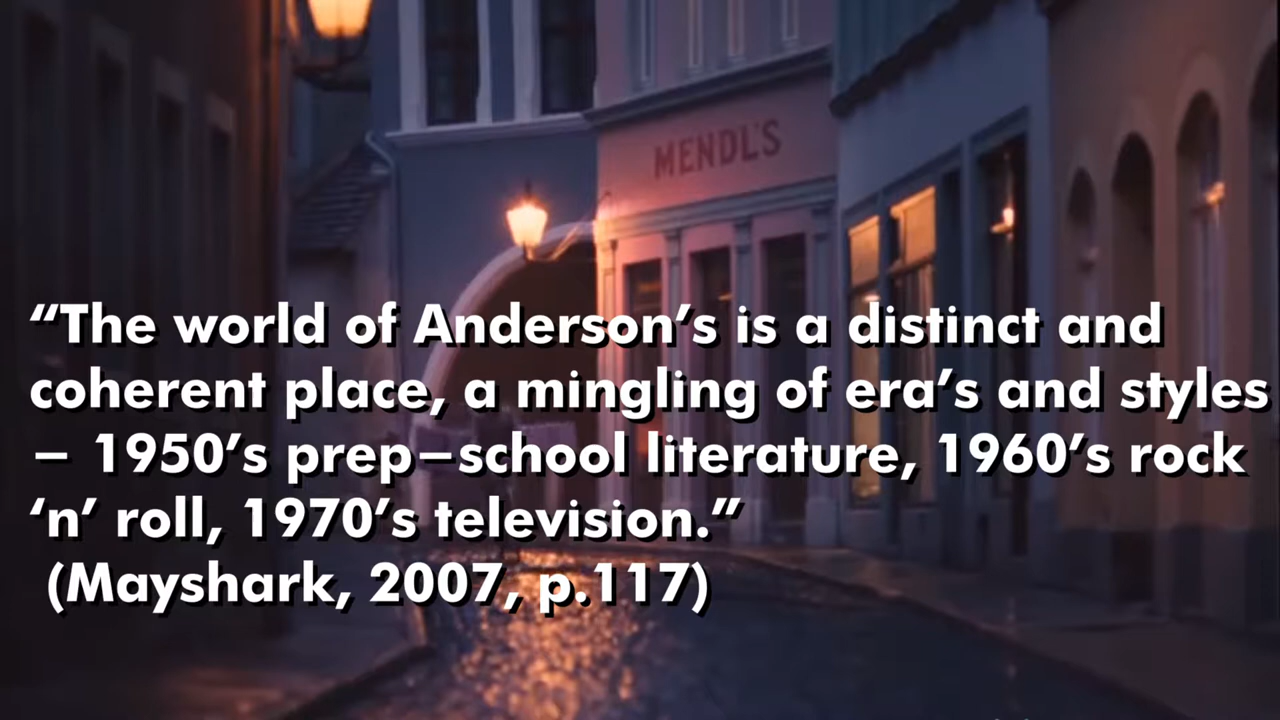 MENDL'S
“The world of Anderson’s is a distinct and
coherent place, a mingling of era’s and styles
– 1950’s prep–school literature, 1960’s rock
‘n’ roll, 1970’s television.”
(Mayshark, 2007, p.117)